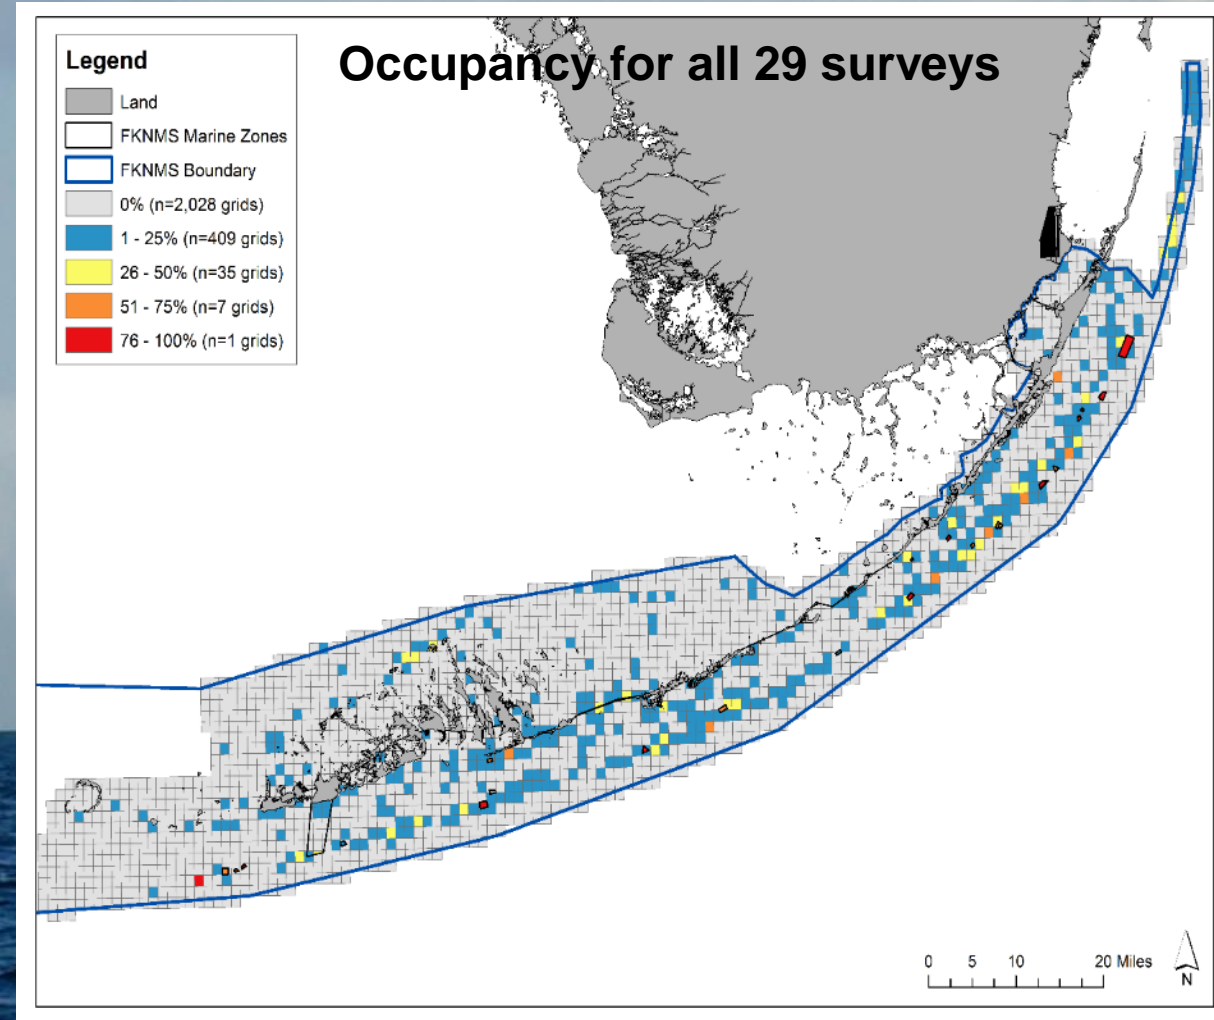 Occupancy for all 29 surveys
Legend
Land
FKNMS Marine Zones
FKNMS Boundary
0% (n=2,028 grids)
1 - 25% (n=409 grids)
26 - 50% (n=35 grids)
51 - 75% (n=7 grids)
76 - 100% (n=1 grids)
0 5 10 20 Miles
N